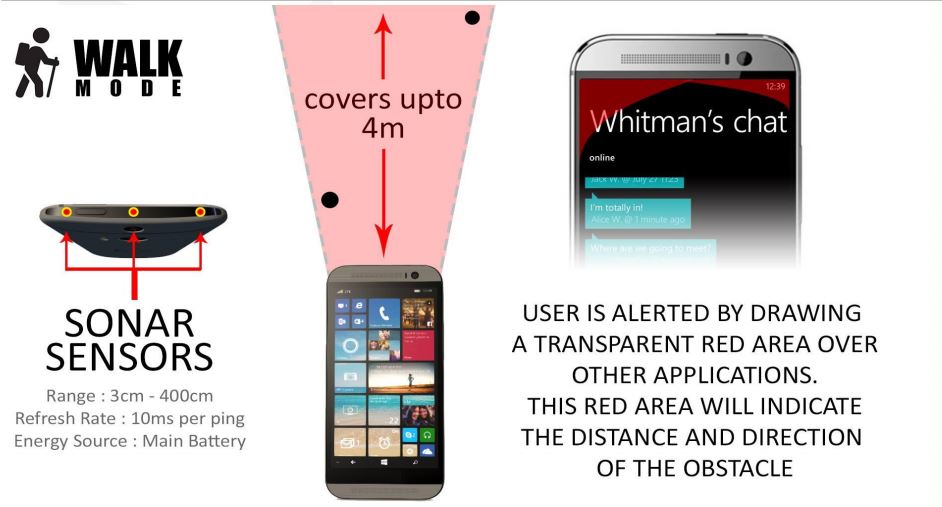 WALK
MODE
covers upto
4m
12:39
Whitman's chat
online
Jack W. @ July 27 11:23
I'm totally in!
Alice W. @ 1 minute ago
Where are we going to meet?
SONAR
SENSORS
Range : 3cm - 400cm
Refresh Rate : 10ms per ping
Energy Source : Main Battery
USER IS ALERTED BY DRAWING
A TRANSPARENT RED AREA OVER
OTHER APPLICATIONS.
THIS RED AREA WILL INDICATE
THE DISTANCE AND DIRECTION
OF THE OBSTACLE